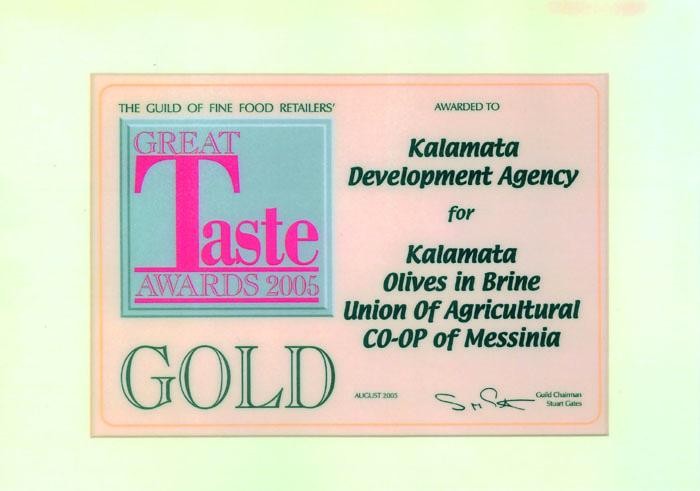 THE GUILD OF FINE FOOD RETAILERS'
GREAT
Taste
AWARDS 2005
GOLD
AWARDED TO
Kalamata
Development Agency
for
Kalamata
Olives in Brine
Union Of Agricultural
CO-OP of Messinia
AUGUST 2005
Guild Chairman
Stuart Gates